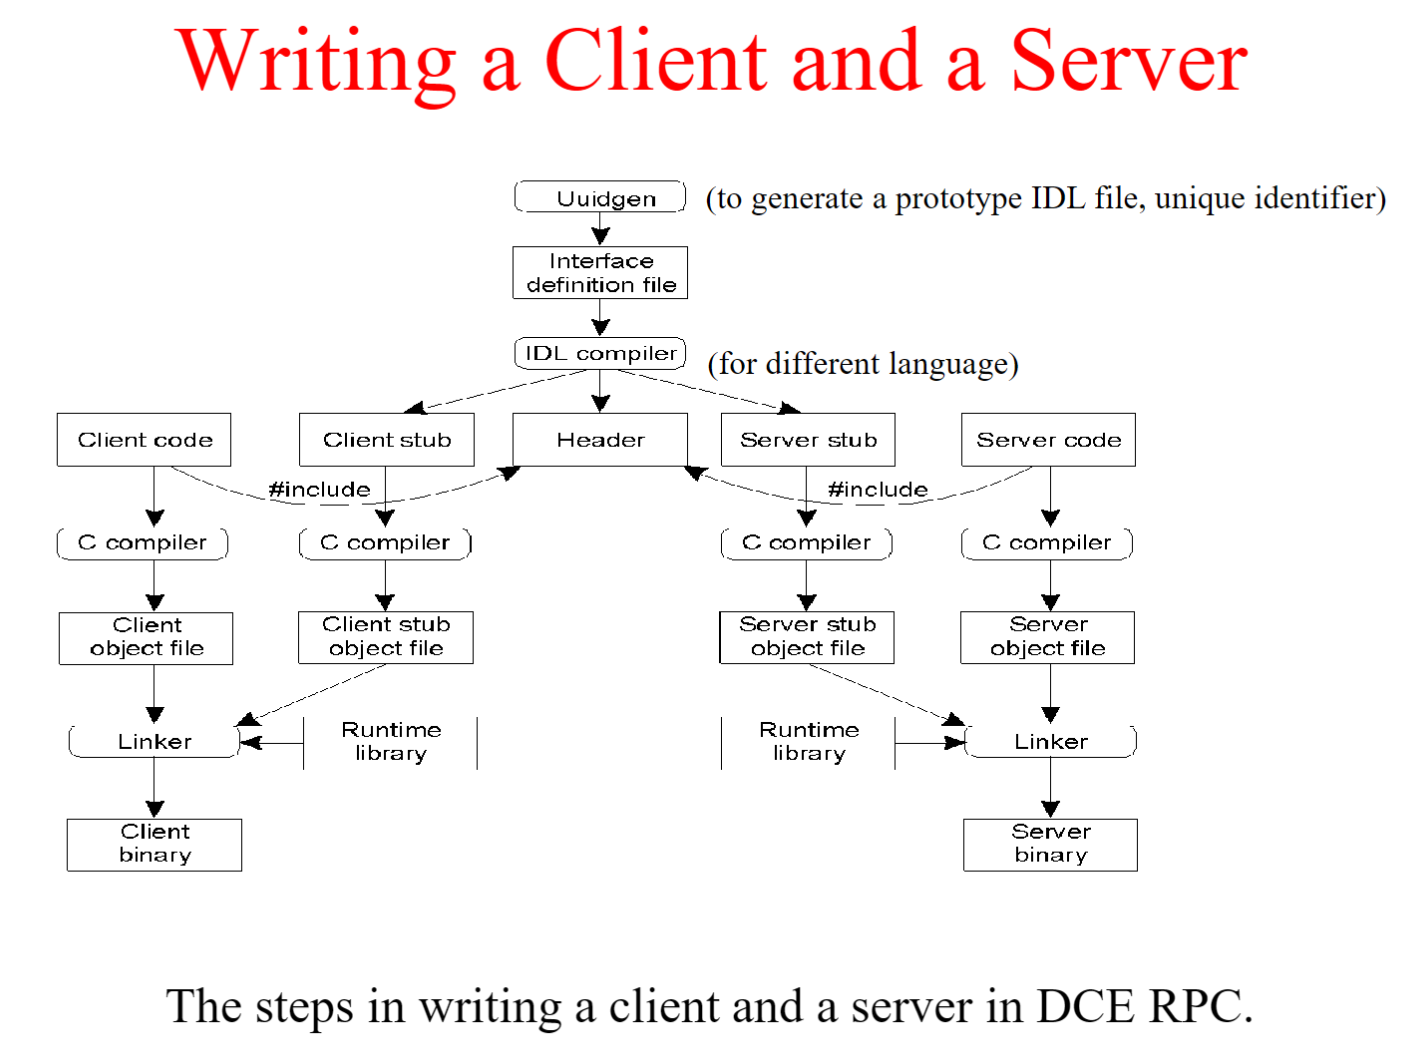 Writing a Client and a Server
Uuidgen
(to generate a prototype IDL file, unique identifier)
Interface
definition file
IDL compiler
(for different language)
Client code
Client stub
Header
Server stub
Server code
#include
#include
C compiler
C compiler
C compiler
C compiler
Client
object file
Client stub
object file
Server stub
object file
Server
object file
Linker
Runtime
library
Runtime
library
Linker
Client
binary
Server
binary
The steps in writing a client and a server in DCE RPC.